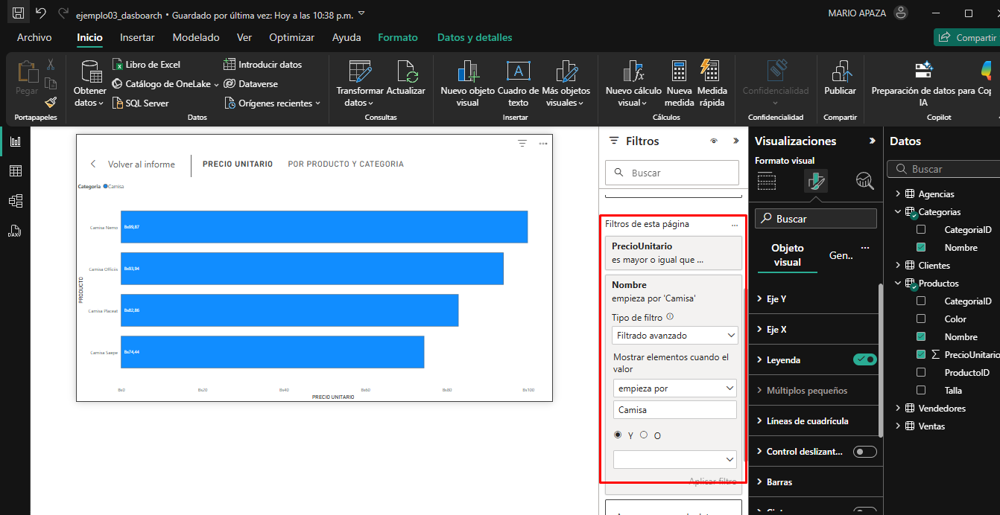 ejemplo03_dasboarch • Guardado por última vez: Hoy a las 10:38 p.m.
MARIO APAZA
Archivo
Inicio
Insertar
Modelado
Ver
Optimizar
Ayuda
Formato
Datos y detalles
Compartir
Pegar
Portapapeles
Obtener
datos
Libro de Excel
Catálogo de OneLake
SQL Server
Introducir datos
Dataverse
Orígenes recientes
Datos
Transformar
datos
Actualizar
Consultas
Nuevo objeto
visual
Cuadro de
texto
Más objetos
visuales
Insertar
Nuevo cálculo
visual
Nueva
medida
Medida
rápida
Cálculos
Confidencialidad
Confidencialidad
Publicar
Compartir
Preparación de datos para
IA
Cop
Copilot
Volver al informe
PRECIO UNITARIO
POR PRODUCTO Y CATEGORIA
Categoria
Camisa
PRODUCTO
Camisa Nemo
Bs99,87
Camisa Officiis
Bs93,94
Camisa Placeat
Bs82,86
Camisa Saepe
Bs74,44
Bs0
Bs20
Bs40
Bs60
Bs80
Bs100
PRECIO UNITARIO
Filtros
Buscar
Filtros de esta página
...
PrecioUnitario
es mayor o igual que ...
Nombre
empieza por 'Camisa'
Tipo de filtro
Filtrado avanzado
Mostrar elementos cuando el
valor
empieza por
Camisa
Y
O
Aplicar filtro
Visualizaciones
Formato visual
Buscar
Objeto
visual
Gen..
...
Eje Y
Eje X
Leyenda
Múltiplos pequeños
Líneas de cuadrícula
Control deslizant...
Barras
Datos
Buscar
Agencias
Categorias
CategoriaID
Nombre
Clientes
Productos
CategoriaID
Color
Nombre
PrecioUnitario
ProductoID
Talla
Vendedores
Ventas